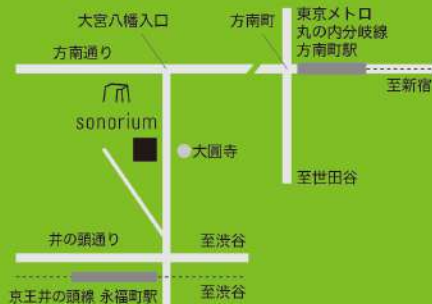 大宮八幡入口
方南町
東京メトロ
丸の内分岐線
方南町駅
方南通り
至新宿
sonorium
大圓寺
至世田谷
井の頭通り
至渋谷
京王井の頭線 永福町駅
至渋谷